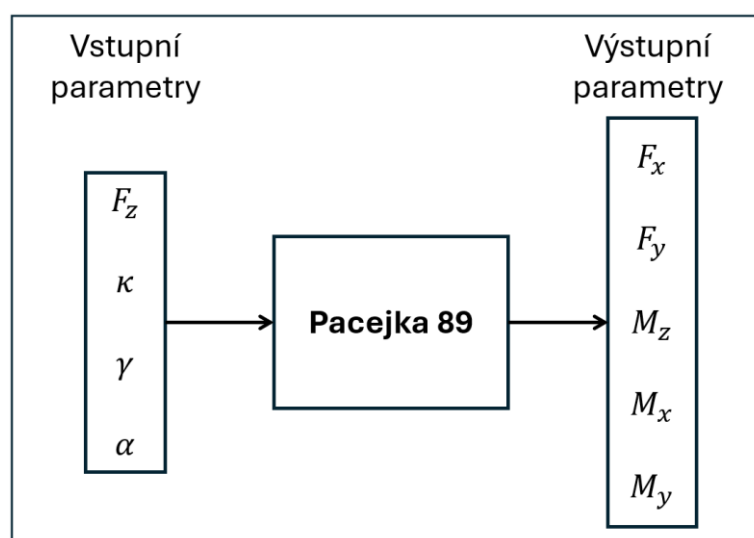 Vstupní
parametry
F_z
κ
γ
α
Pacejka 89
Výstupní
parametry
F_x
F_y
M_z
M_x
M_y